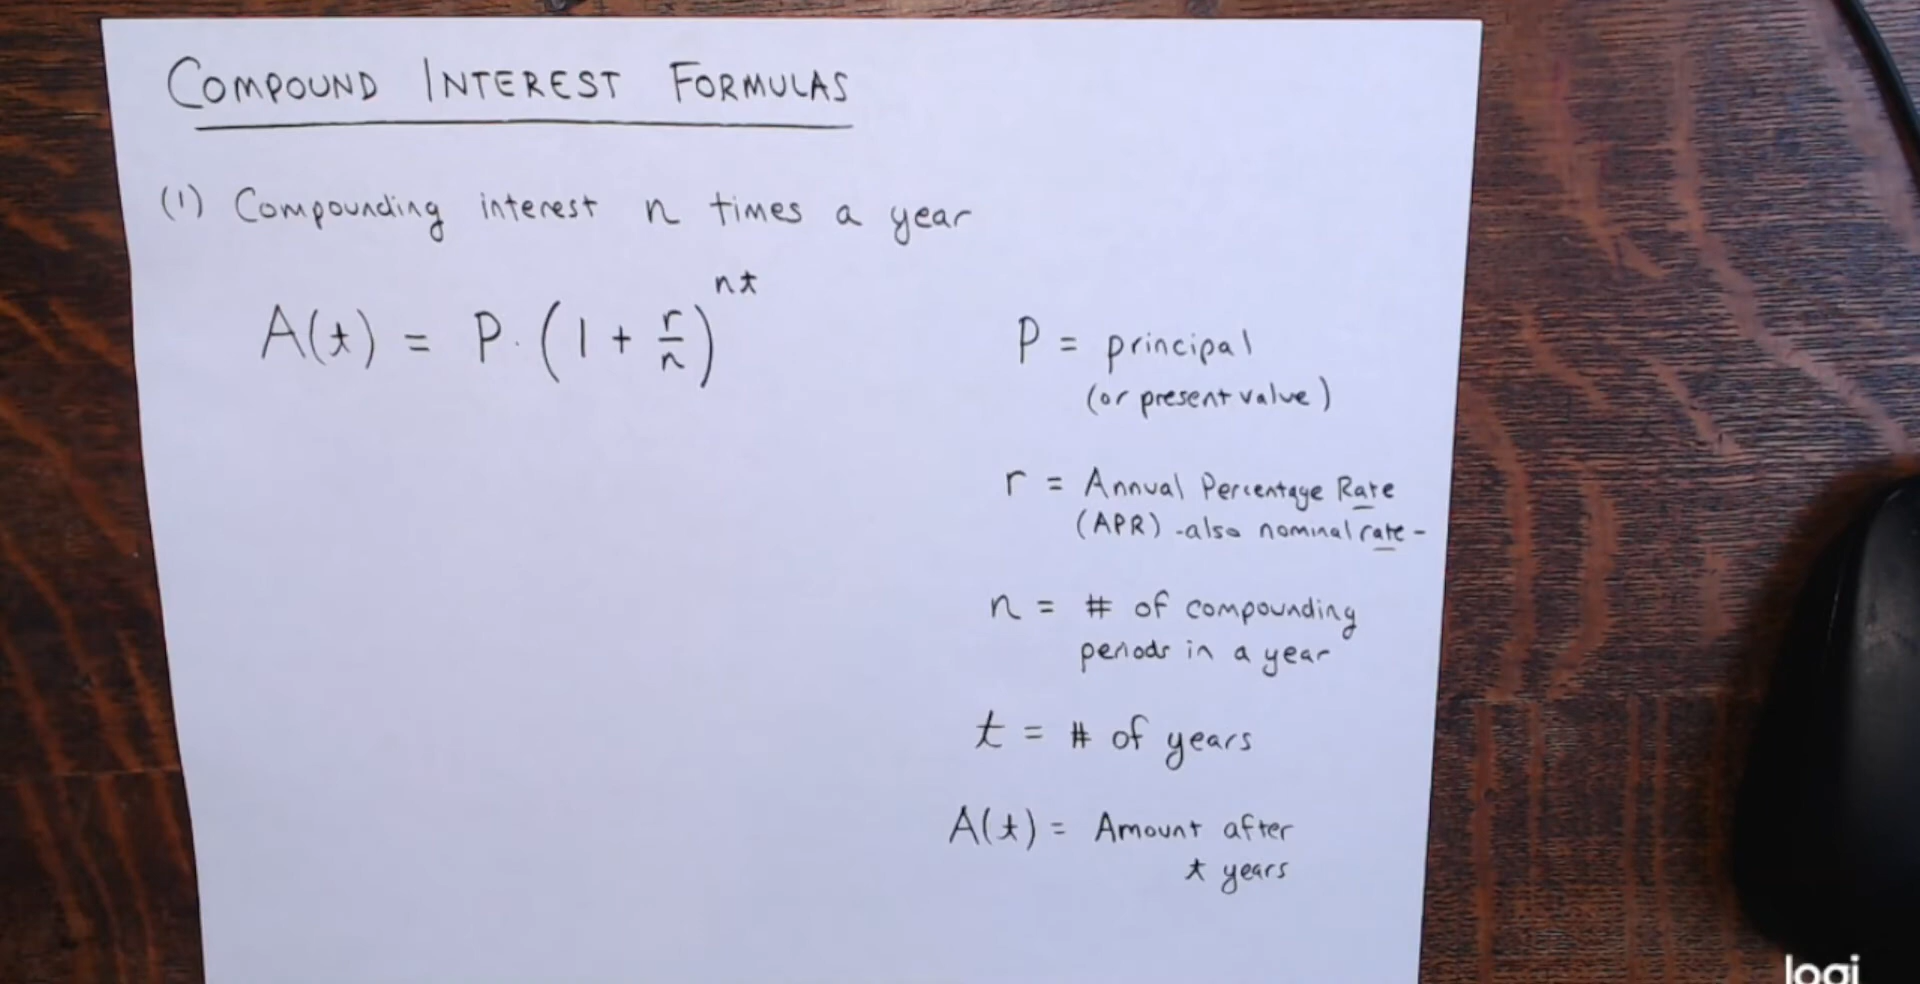 COMPOUND INTEREST FORMULAS
(1) Compounding interest n times a year
A(t) = P · (1 + r/n)^nt
P = principal
(or present value)
r = Annual Percentage Rate
(APR) - also nominal rate -
n = # of compounding
periods in a year
t = # of years
A(t) = Amount after
t years
logi